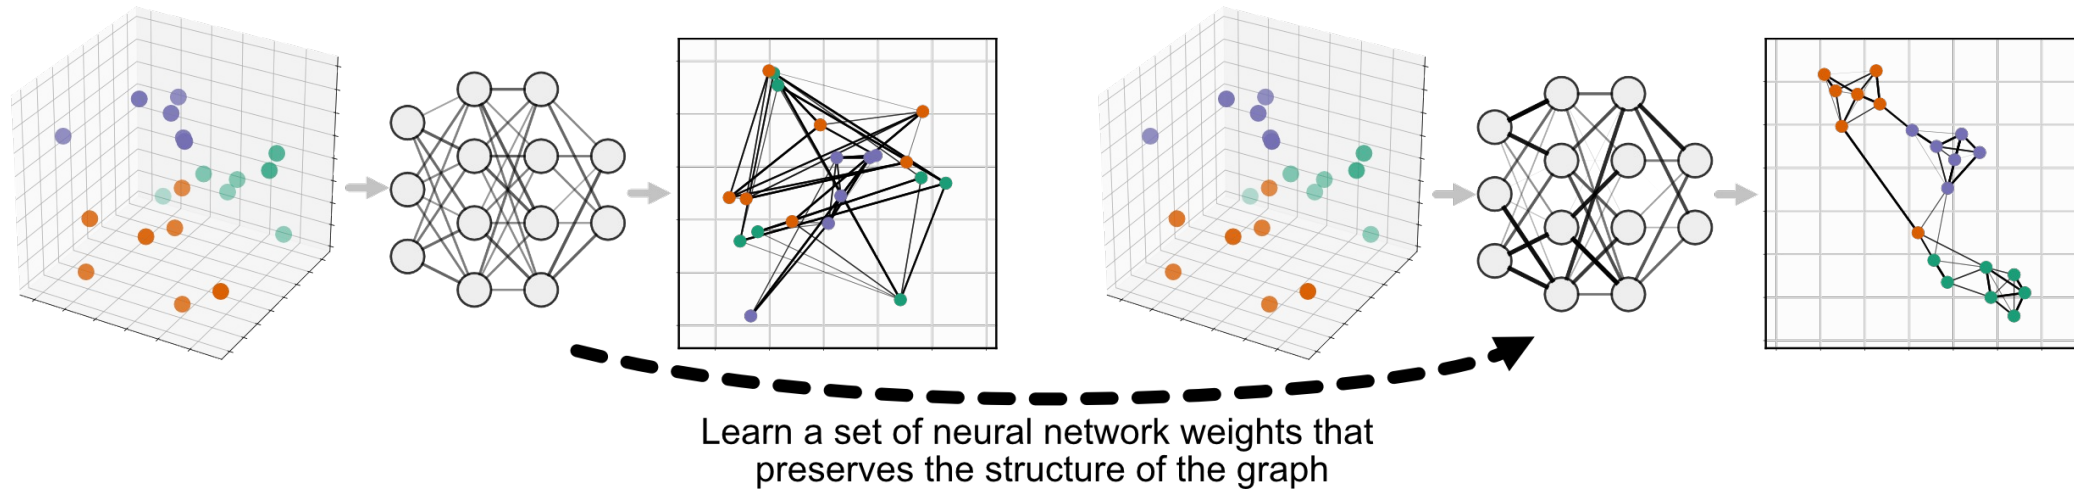 Learn a set of neural network weights that
preserves the structure of the graph